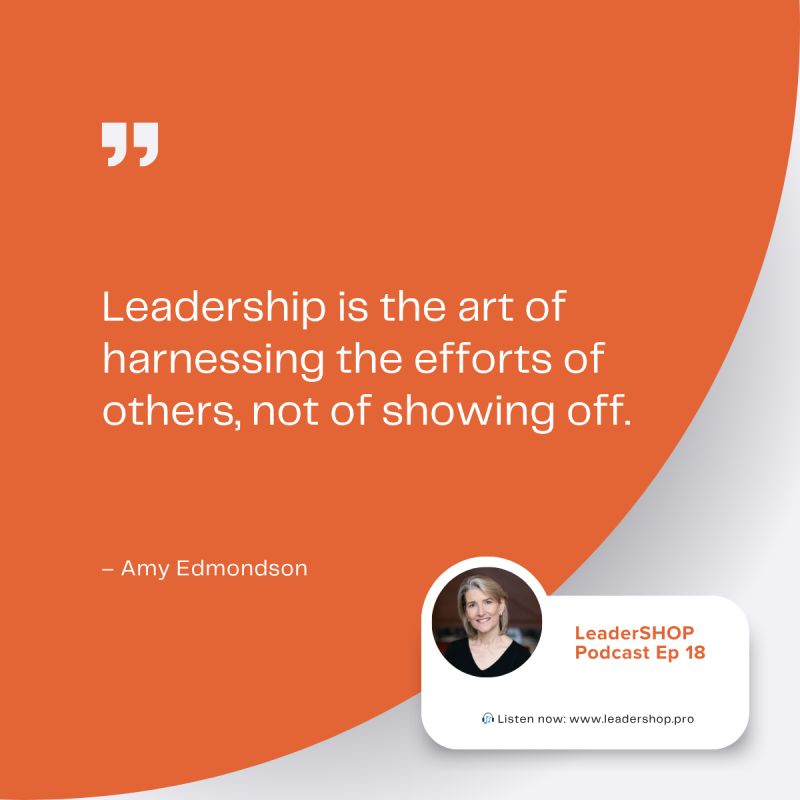 ”
Leadership is the art of
harnessing the efforts of
others, not of showing off.
– Amy Edmondson
LeaderSHOP
Podcast Ep 18
🎧 Listen now: www.leadershop.pro